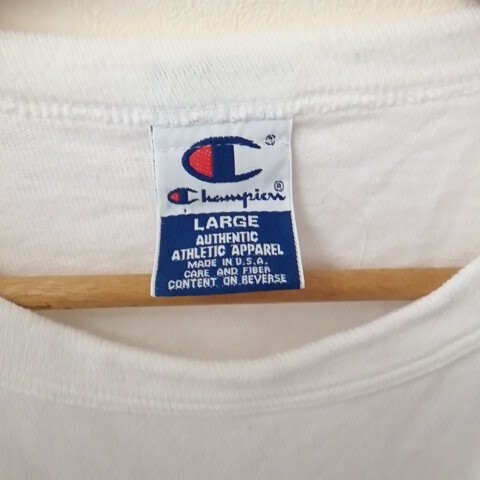 Champion®
LARGE
AUTHENTIC
ATHLETIC APPAREL
MADE IN U.S.A.
CARE AND FIBER
CONTENT ON REVERSE